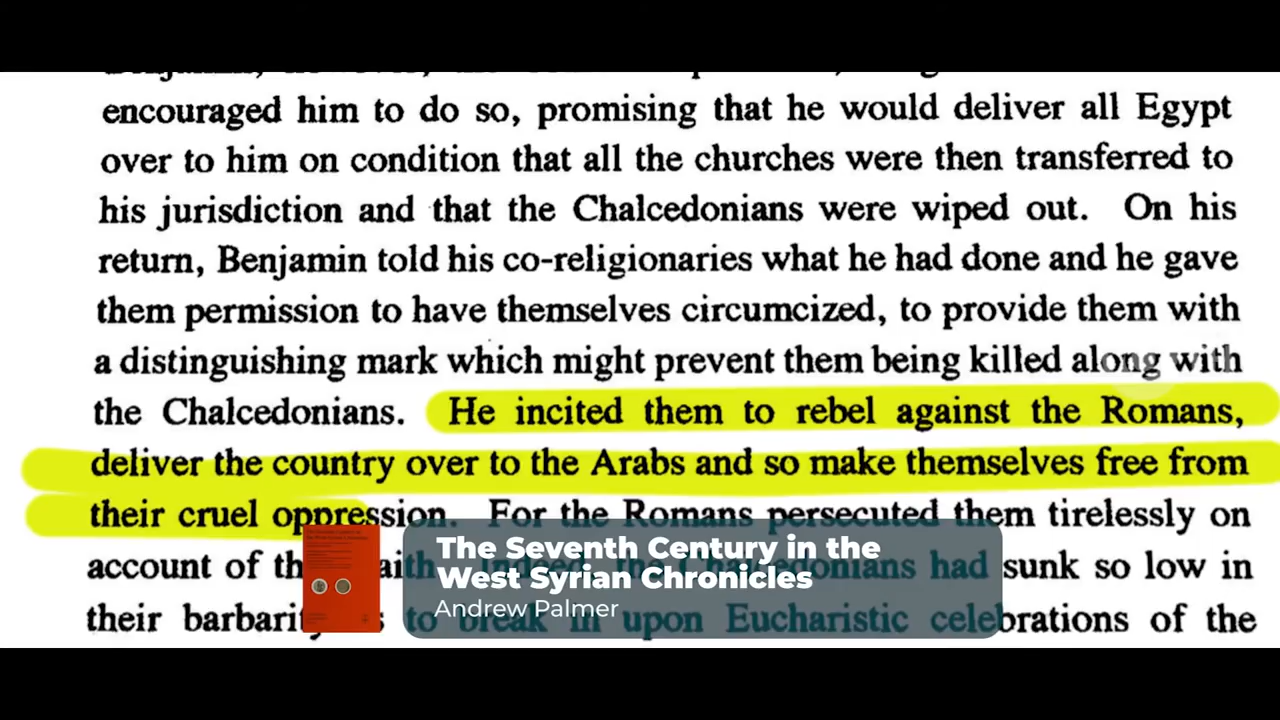 encouraged him to do so, promising that he would deliver all Egypt
over to him on condition that all the churches were then transferred to
his jurisdiction and that the Chalcedonians were wiped out. On his
return, Benjamin told his co-religionaries what he had done and he gave
them permission to have themselves circumcized, to provide them with
a distinguishing mark which might prevent them being killed along with
the Chalcedonians. He incited them to rebel against the Romans,
deliver the country over to the Arabs and so make themselves free from
their cruel oppression. For the Romans persecuted them tirelessly on
account of had sunk so low in
their to break in upon Eucharistic celebrations of the
The Seventh Century in the
West Syrian Chronicles
Andrew Palmer